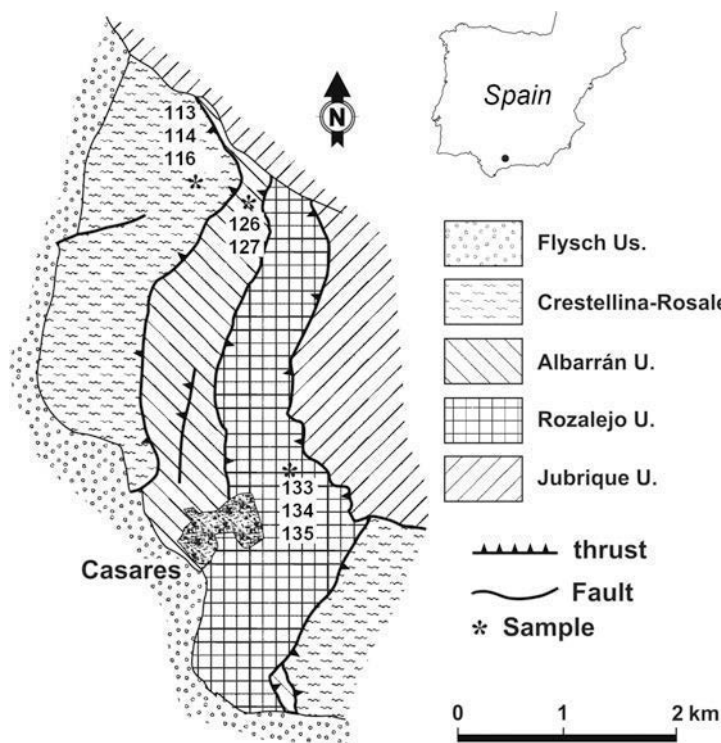 113
114
116
126
127
133
134
135
Casares
N
Spain
Flysch Us.
Crestellina-Rosale
Albarrán U.
Rozalejo U.
Jubrique U.
thrust
Fault
* Sample
0 1 2 km